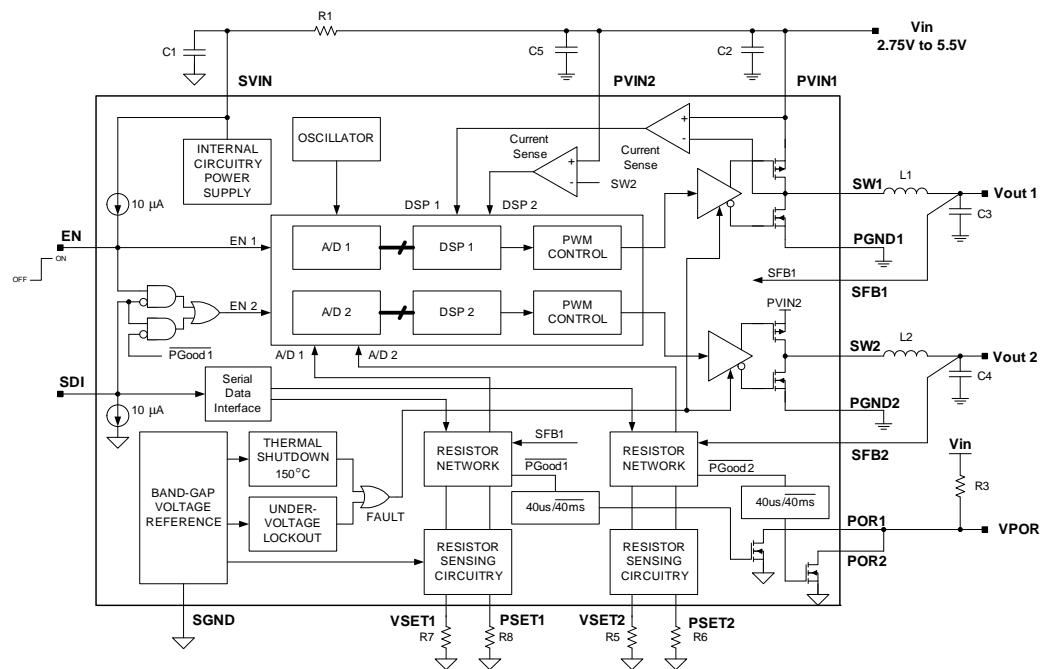 R1
Vin
2.75V to 5.5V
C1
C5
C2
SVIN
PVIN2
PVIN1
INTERNAL
CIRCUITRY
POWER
SUPPLY
OSCILLATOR
Current
Sense
+
-
SW2
Current
Sense
+
-
10 µA
DSP 1
DSP 2
SW1
L1
Vout 1
C3
EN
ON
OFF
EN 1
A/D 1
DSP 1
PWM
CONTROL
PGND1
SFB1
SFB1
EN 2
A/D 2
DSP 2
PWM
CONTROL
PVIN2
PGood1
A/D 1
A/D 2
SW2
L2
Vout 2
C4
SDI
10 µA
Serial
Data
Interface
PGND2
SFB2
THERMAL
SHUTDOWN
150°C
RESISTOR
NETWORK
SFB1
PGood1
RESISTOR
NETWORK
PGood2
Vin
R3
BAND-GAP
VOLTAGE
REFERENCE
FAULT
UNDER-
VOLTAGE
LOCKOUT
40us/40ms
40us/40ms
POR1
VPOR
POR2
RESISTOR
SENSING
CIRCUITRY
RESISTOR
SENSING
CIRCUITRY
SGND
VSET1
PSET1
VSET2
PSET2
R7
R8
R5
R6